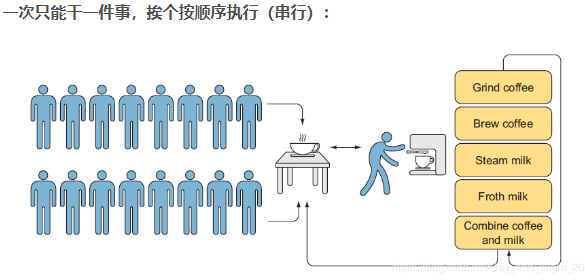 一次只能干一件事，挨个按顺序执行（串行）：
Grind coffee
Brew coffee
Steam milk
Froth milk
Combine coffee
and milk